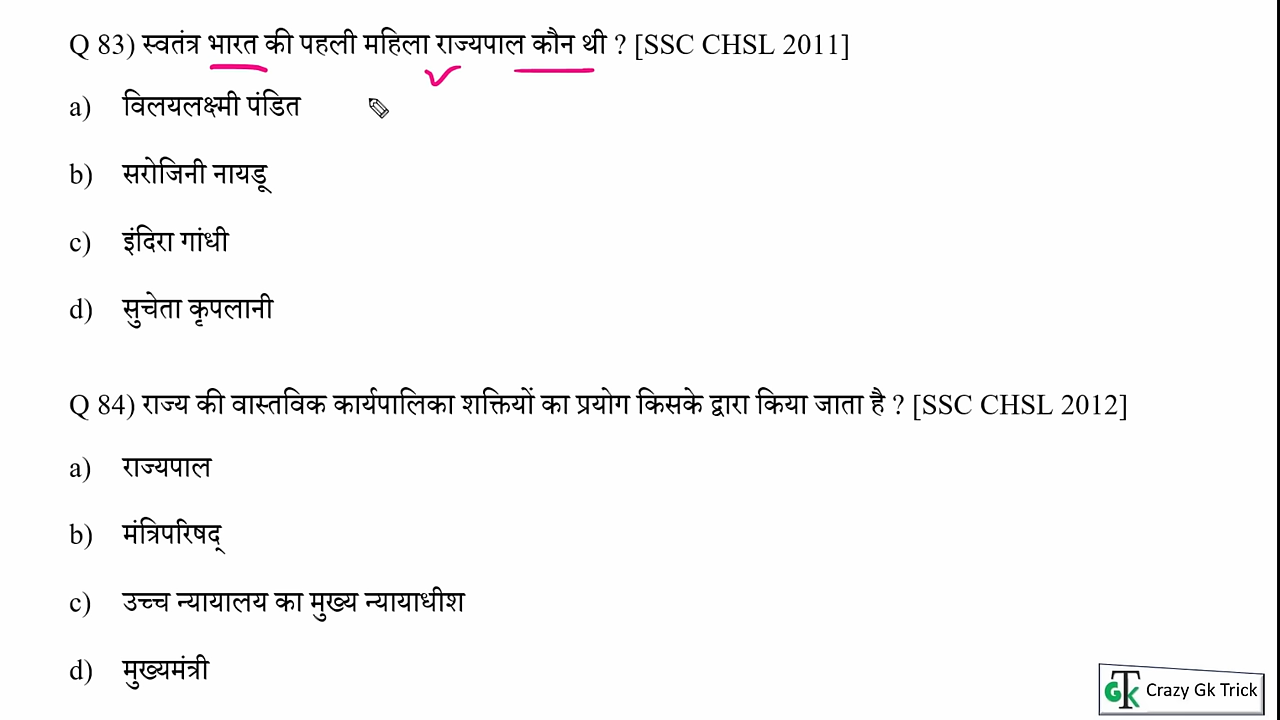 Q 83) स्वतंत्र भारत की पहली महिला राज्यपाल कौन थी ? [SSC CHSL 2011]
a) विलयलक्ष्मी पंडित
b) सरोजिनी नायडू
c) इंदिरा गांधी
d) सुचेता कृपलानी
Q 84) राज्य की वास्तविक कार्यपालिका शक्तियों का प्रयोग किसके द्वारा किया जाता है ? [SSC CHSL 2012]
a) राज्यपाल
b) मंत्रिपरिषद्
c) उच्च न्यायालय का मुख्य न्यायाधीश
d) मुख्यमंत्री
GTK Crazy Gk Trick